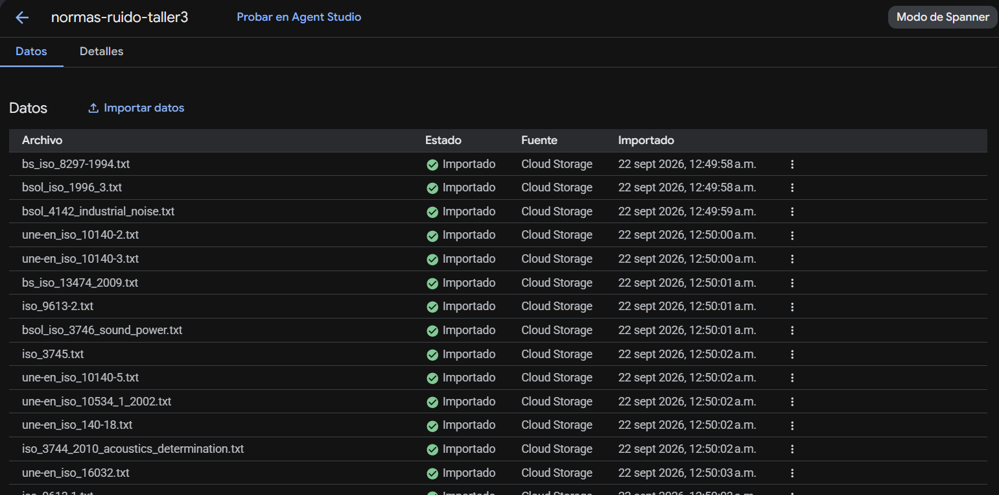 normas-ruido-taller3 Probar en Agent Studio Modo de Spanner
Datos Detalles
Datos Importar datos
Archivo Estado Fuente Importado
bs_iso_8297-1994.txt Importado Cloud Storage 22 sept 2026, 12:49:58 a.m.
bsol_iso_1996_3.txt Importado Cloud Storage 22 sept 2026, 12:49:58 a.m.
bsol_4142_industrial_noise.txt Importado Cloud Storage 22 sept 2026, 12:49:59 a.m.
une-en_iso_10140-2.txt Importado Cloud Storage 22 sept 2026, 12:50:00 a.m.
une-en_iso_10140-3.txt Importado Cloud Storage 22 sept 2026, 12:50:00 a.m.
bs_iso_13474_2009.txt Importado Cloud Storage 22 sept 2026, 12:50:01 a.m.
iso_9613-2.txt Importado Cloud Storage 22 sept 2026, 12:50:01 a.m.
bsol_iso_3746_sound_power.txt Importado Cloud Storage 22 sept 2026, 12:50:01 a.m.
iso_3745.txt Importado Cloud Storage 22 sept 2026, 12:50:02 a.m.
une-en_iso_10140-5.txt Importado Cloud Storage 22 sept 2026, 12:50:02 a.m.
une-en_iso_10534_1_2002.txt Importado Cloud Storage 22 sept 2026, 12:50:02 a.m.
une-en_iso_140-18.txt Importado Cloud Storage 22 sept 2026, 12:50:02 a.m.
iso_3744_2010_acoustics_determination.txt Importado Cloud Storage 22 sept 2026, 12:50:02 a.m.
une-en_iso_16032.txt Importado Cloud Storage 22 sept 2026, 12:50:03 a.m.